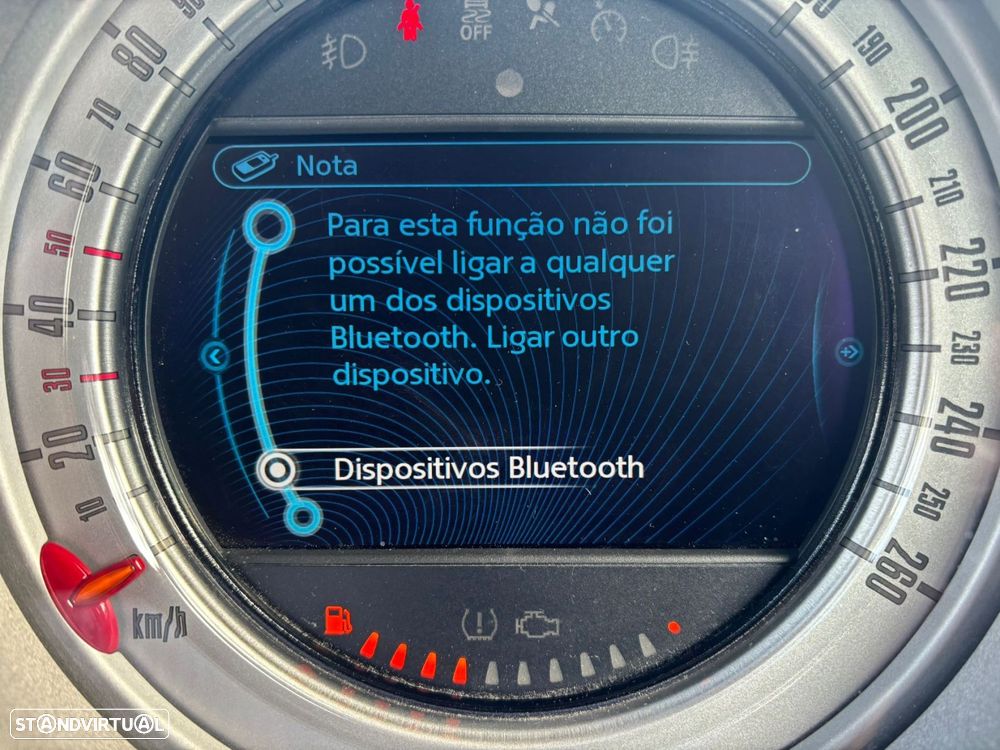 OFF
90
80
70
60
50
40
30
20
10
km/h
190
200
210
220
230
240
250
260
Nota
Para esta função não foi
possível ligar a qualquer
um dos dispositivos
Bluetooth. Ligar outro
dispositivo.
Dispositivos Bluetooth
STANDVIRTUAL